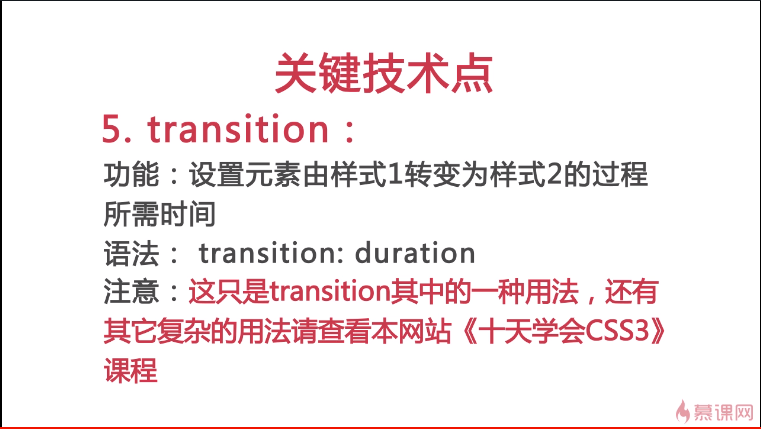 关键技术点
5. transition：
功能：设置元素由样式1转变为样式2的过程
所需时间
语法： transition: duration
注意：这只是transition其中的一种用法，还有
其它复杂的用法请查看本网站《十天学会CSS3》
课程
慕课网